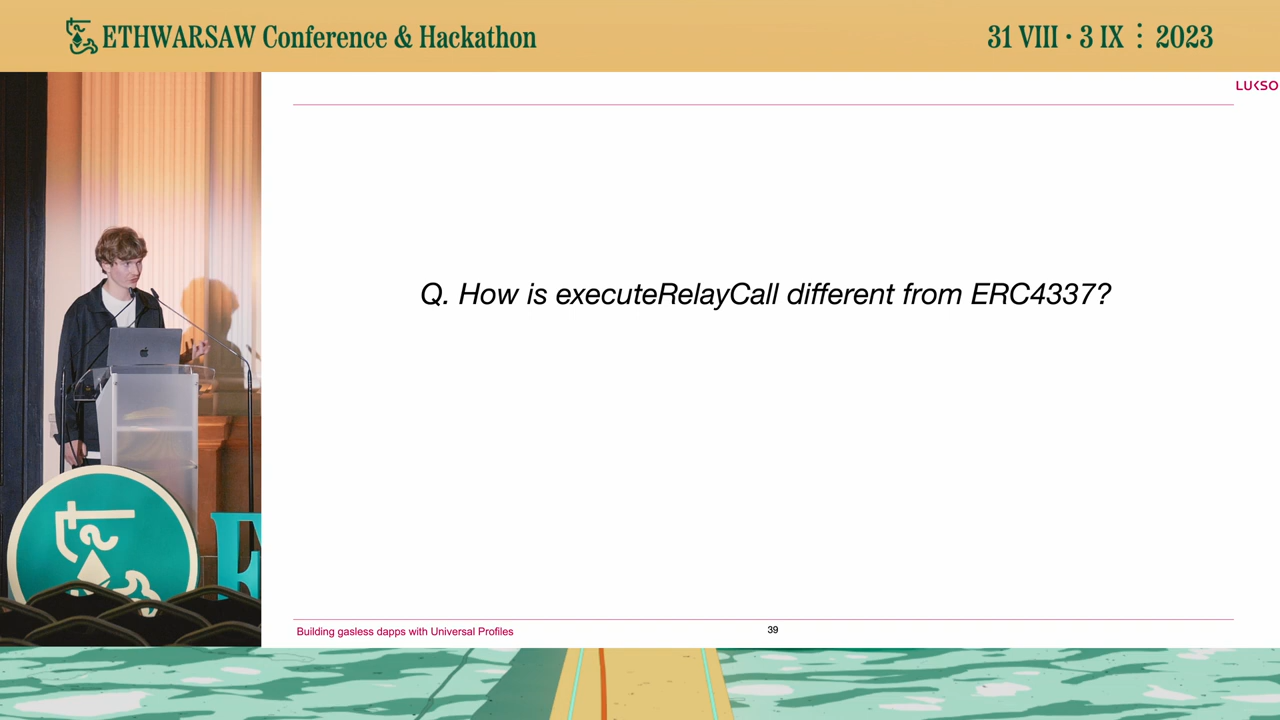 ETHWARSAW Conference & Hackathon
31 VIII · 3 IX ⋮ 2023
LUKSO
Q. How is executeRelayCall different from ERC4337?
Building gasless dapps with Universal Profiles
39
E